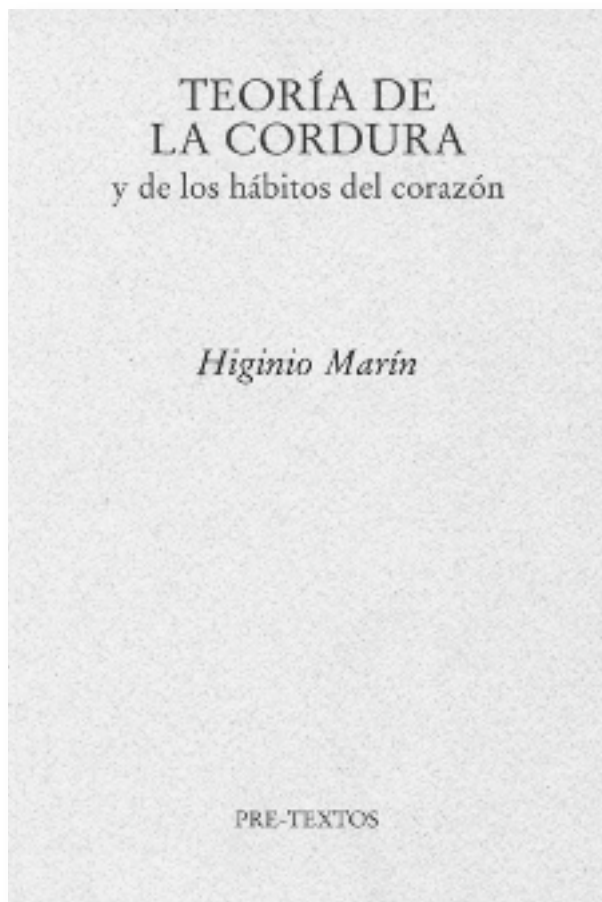 TEORÍA DE
LA CORDURA
y de los hábitos del corazón
Higinio Marín
PRE-TEXTOS